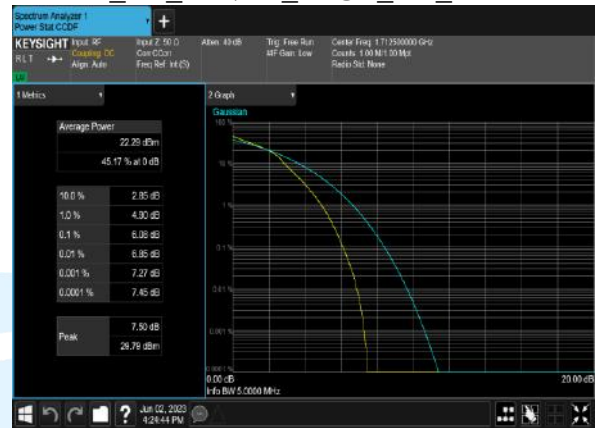 Spectrum Analyzer 1
Power Stat CCDF
+
KEYSIGHT Input: RF Input Z: 50 Ω Atten: 40 dB Trig: Free Run Center Freq: 1.712500000 GHz
RLT Coupling: DC Corr CCorr #IF Gain: Low Counts: 1.00 M/1.00 Mpt
Align: Auto Freq Ref: Int (S) Radio Std: None
1 Metrics
2 Graph
Average Power
22.29 dBm
45.17 % at 0 dB
10.0 % 2.85 dB
1.0 % 4.90 dB
0.1 % 6.08 dB
0.01 % 6.85 dB
0.001 % 7.27 dB
0.0001 % 7.45 dB
Peak
7.50 dB
29.79 dBm
Gaussian
100 %
10 %
1 %
0.1 %
0.01 %
0.001 %
0.0001 %
0.00 dB 20.00 dB
Info BW 5.0000 MHz
?
Jun 02, 2023
4:24:44 PM